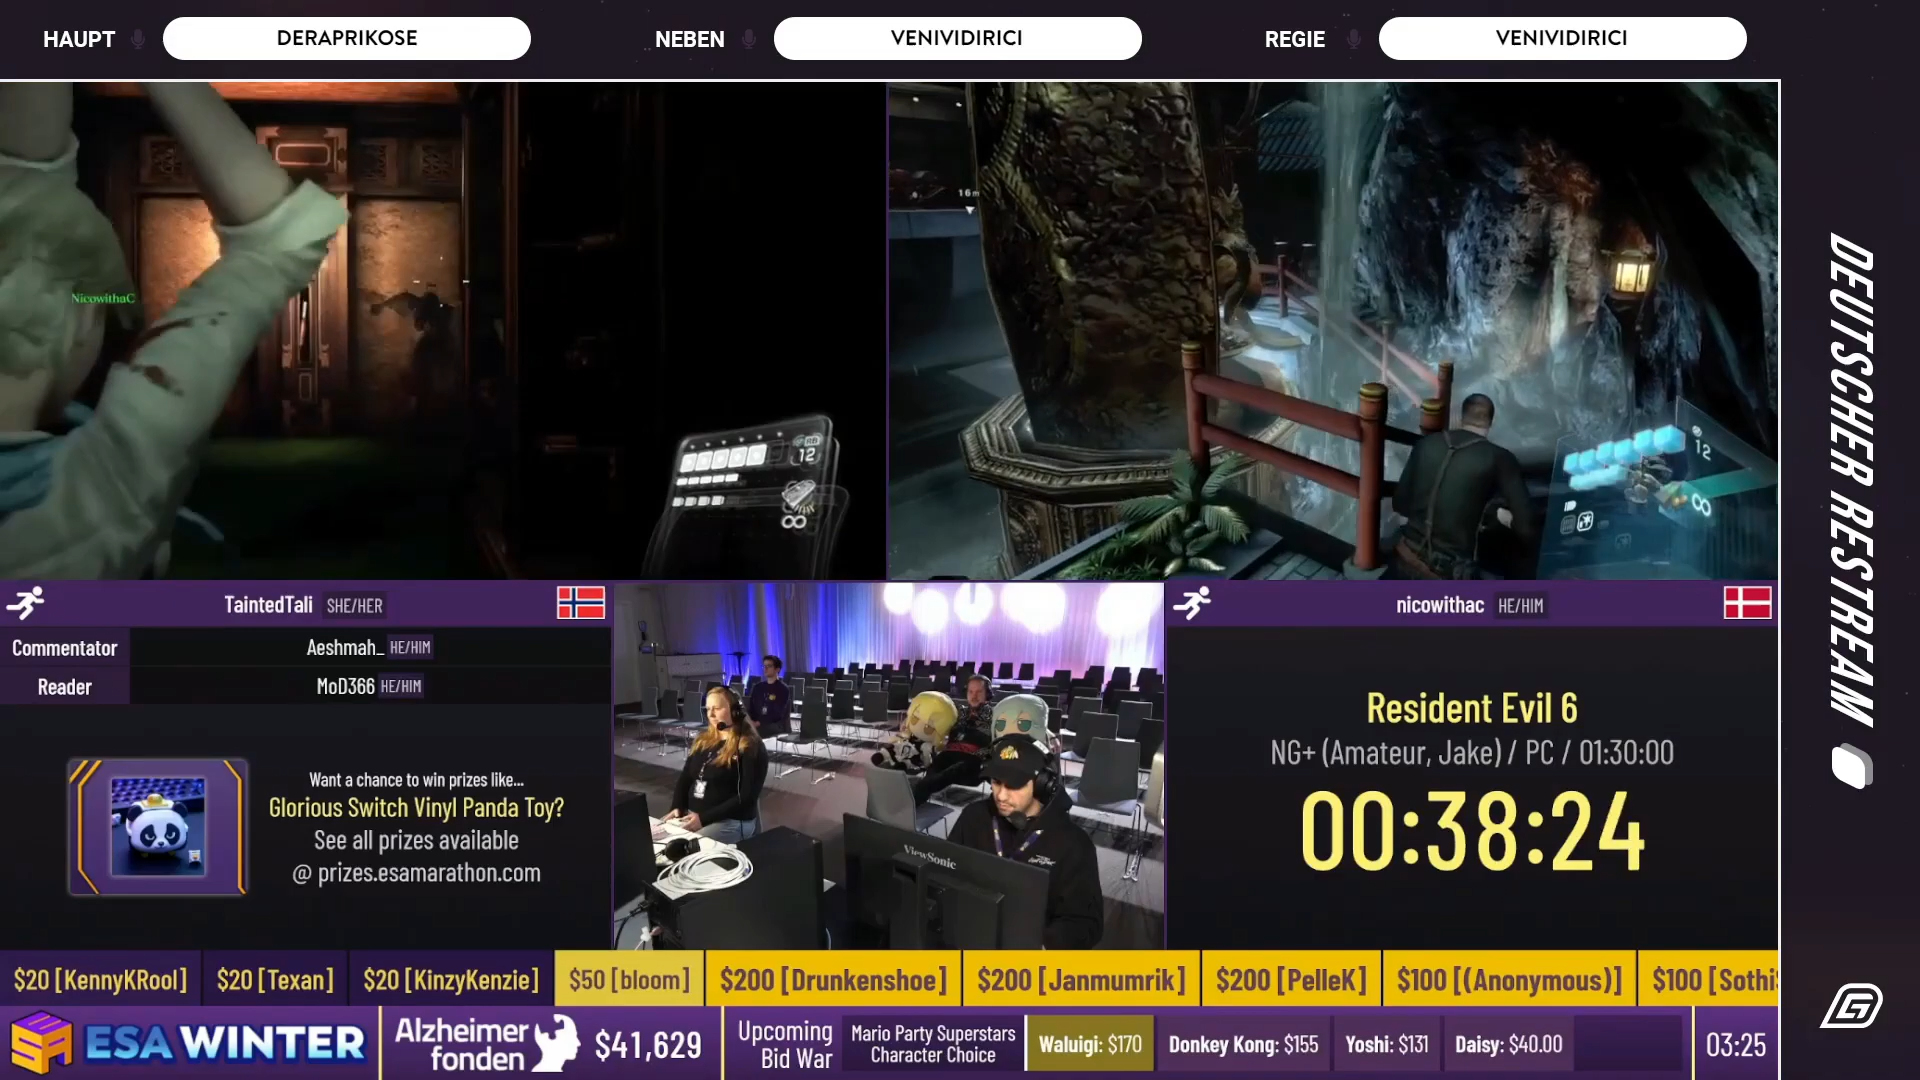 HAUPT
DERAPRIKOSE
NEBEN
VENIVIDIRICI
REGIE
VENIVIDIRICI
NicowithaC
RB
12
∞
16m
12
∞
DEUTSCHER RESTREAM
TaintedTali SHE/HER
Commentator Aeshmah_ HE/HIM
Reader MoD366 HE/HIM
Want a chance to win prizes like...
Glorious Switch Vinyl Panda Toy?
See all prizes available
@ prizes.esamarathon.com
ViewSonic
nicowithac HE/HIM
Resident Evil 6
NG+ (Amateur, Jake) / PC / 01:30:00
00:38:24
$20 [KennyKRool] $20 [Texan] $20 [KinzyKenzie] $50 [bloom] $200 [Drunkenshoe] $200 [Janmumrik] $200 [PelleK] $100 [(Anonymous)] $100 [Sothi
ESA WINTER
Alzheimer
fonden
$41,629
Upcoming
Bid War
Mario Party Superstars
Character Choice
Waluigi: $170
Donkey Kong: $155
Yoshi: $131
Daisy: $40.00
03:25